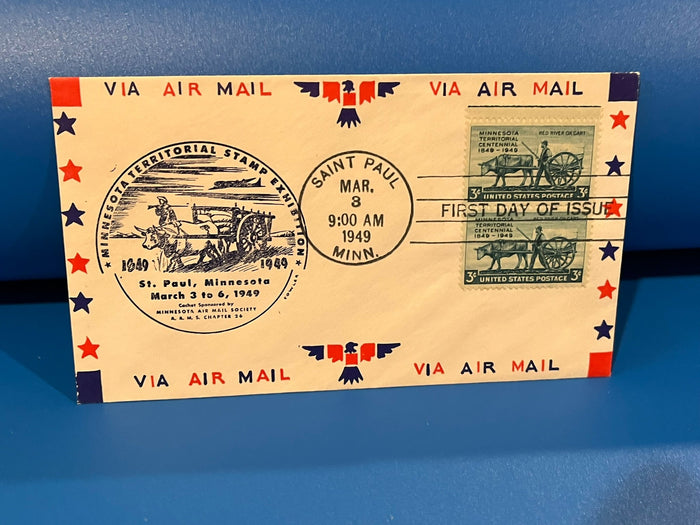 VIA AIR MAIL
VIA AIR MAIL
MINNESOTA TERRITORIAL STAMP EXHIBITION
1849 1949
St. Paul, Minnesota
March 3 to 6, 1949
Cachet Sponsored by
MINNESOTA AIR MAIL SOCIETY
A. A. M. S. CHAPTER 26
SAINT PAUL
MAR.
3
9:00 AM
1949
MINN.
FIRST DAY OF ISSUE
MINNESOTA
TERRITORIAL
CENTENNIAL
1849-1949
RED RIVER OX CART
3¢ UNITED STATES POSTAGE 3¢
MINNESOTA
TERRITORIAL
CENTENNIAL
1849-1949
3¢ UNITED STATES POSTAGE 3¢
VIA AIR MAIL
VIA AIR MAIL